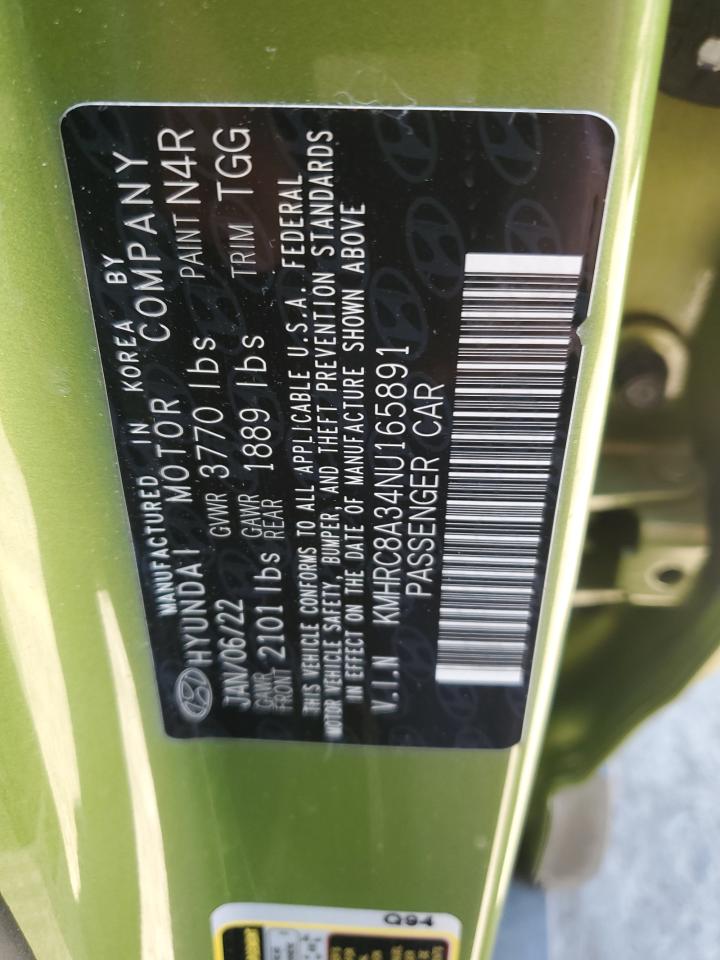 MANUFACTURED IN KOREA BY
HYUNDAI MOTOR COMPANY
JAN/06/22 GVWR 3770 lbs PAINT N4R
GAWR FRONT 2101 lbs GAWR REAR 1889 lbs TRIM TGG
THIS VEHICLE CONFORMS TO ALL APPLICABLE U.S.A. FEDERAL
MOTOR VEHICLE SAFETY, BUMPER, AND THEFT PREVENTION STANDARDS
IN EFFECT ON THE DATE OF MANUFACTURE SHOWN ABOVE
V.I.N KMHRC8A34NU165891
PASSENGER CAR
Q94